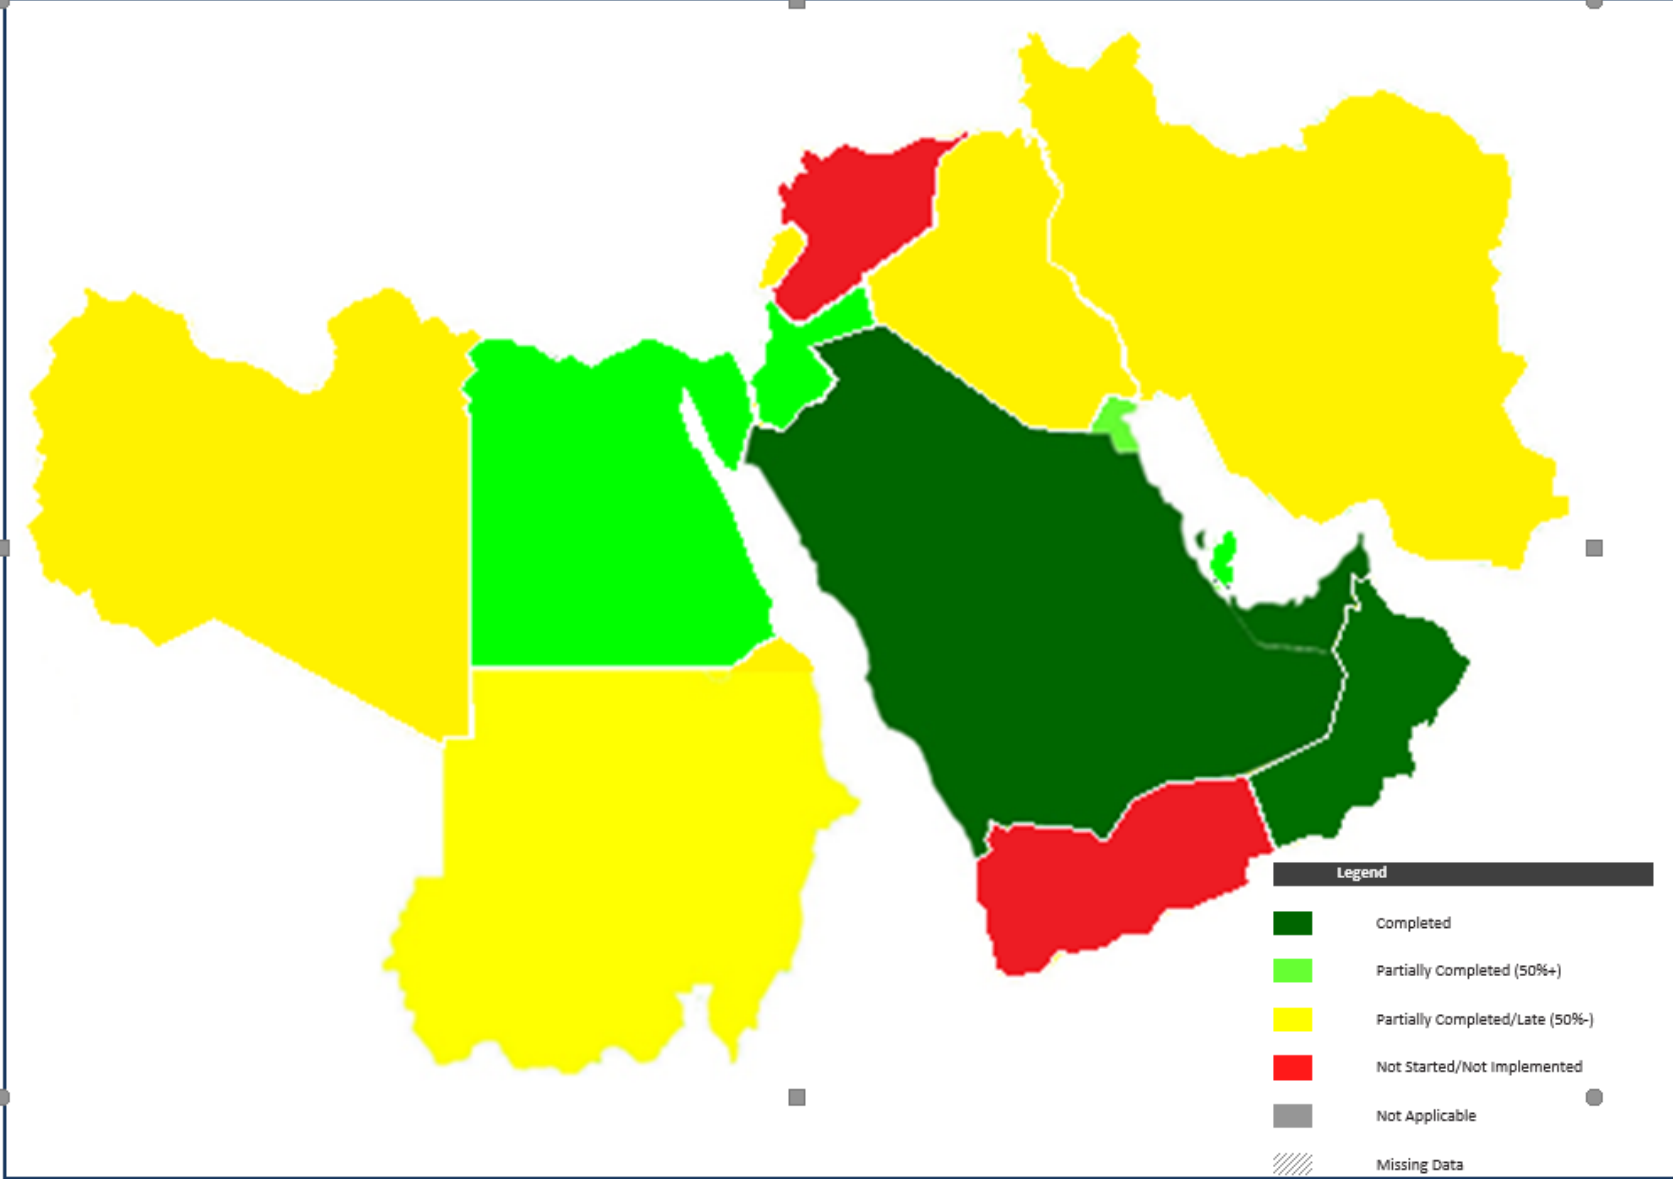 Legend
Completed
Partially Completed (50%+)
Partially Completed/Late (50%-)
Not Started/Not Implemented
Not Applicable
Missing Data